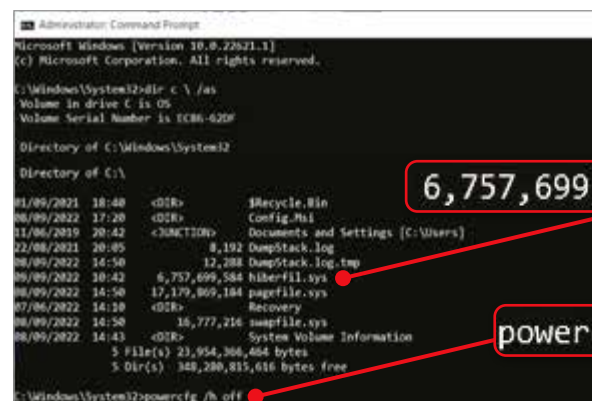 Administrator: Command Prompt
Microsoft Windows [Version 10.0.22621.1]
(c) Microsoft Corporation. All rights reserved.
C:\Windows\System32>dir c \ /as
Volume in drive C is OS
Volume Serial Number is EC86-62DF
Directory of C:\Windows\System32
Directory of C:\
01/09/2021 18:40 <DIR> $Recycle.Bin
08/09/2022 17:20 <DIR> Config.Msi
11/06/2019 20:42 <JUNCTION> Documents and Settings [C:\Users]
22/08/2021 20:05 8,192 DumpStack.log
08/09/2022 14:50 12,288 DumpStack.log.tmp
09/09/2022 10:42 6,757,699,584 hiberfil.sys
08/09/2022 14:50 17,179,869,184 pagefile.sys
07/06/2022 14:10 <DIR> Recovery
08/09/2022 14:50 16,777,216 swapfile.sys
08/09/2022 14:43 <DIR> System Volume Information
5 File(s) 23,954,366,464 bytes
5 Dir(s) 348,280,815,616 bytes free
C:\Windows\System32>powercfg /h off
6,757,699
power